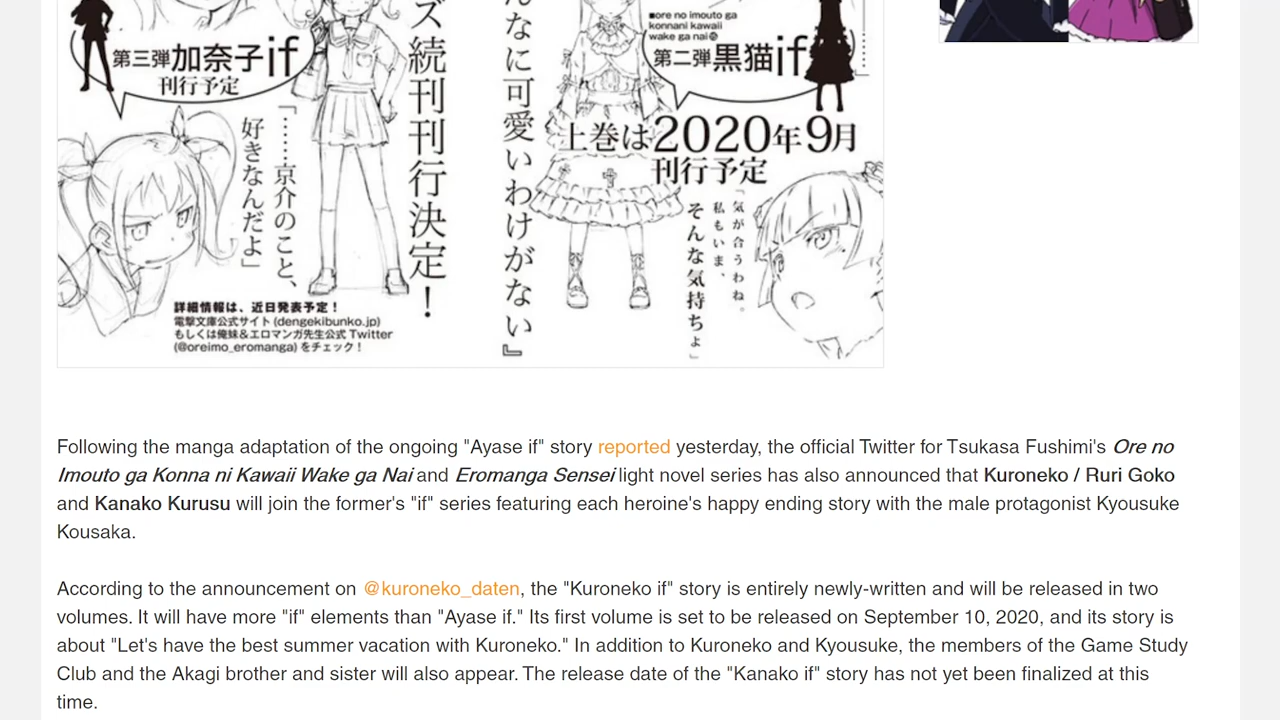 ズ続刊刊行決定！
んなに可愛いわけがない』
第三弾加奈子if
刊行予定
「……京介のこと、
好きなんだよ」
詳細情報は、近日発表予定！
電撃文庫公式サイト (dengekibunko.jp)
もしくは俺妹&エロマンガ先生公式 Twitter
(@oreimo_eromanga) をチェック！
■ore no imouto ga
konnani kawaii
wake ga nai
第二弾黒猫if
上巻は2020年9月
刊行予定
「気が合うわね。
私もいま、
そんな気持ちよ」
Following the manga adaptation of the ongoing "Ayase if" story reported yesterday, the official Twitter for Tsukasa Fushimi's Ore no
Imouto ga Konna ni Kawaii Wake ga Nai and Eromanga Sensei light novel series has also announced that Kuroneko / Ruri Goko
and Kanako Kurusu will join the former's "if" series featuring each heroine's happy ending story with the male protagonist Kyousuke
Kousaka.
According to the announcement on @kuroneko_daten, the "Kuroneko if" story is entirely newly-written and will be released in two
volumes. It will have more "if" elements than "Ayase if." Its first volume is set to be released on September 10, 2020, and its story is
about "Let's have the best summer vacation with Kuroneko." In addition to Kuroneko and Kyousuke, the members of the Game Study
Club and the Akagi brother and sister will also appear. The release date of the "Kanako if" story has not yet been finalized at this
time.